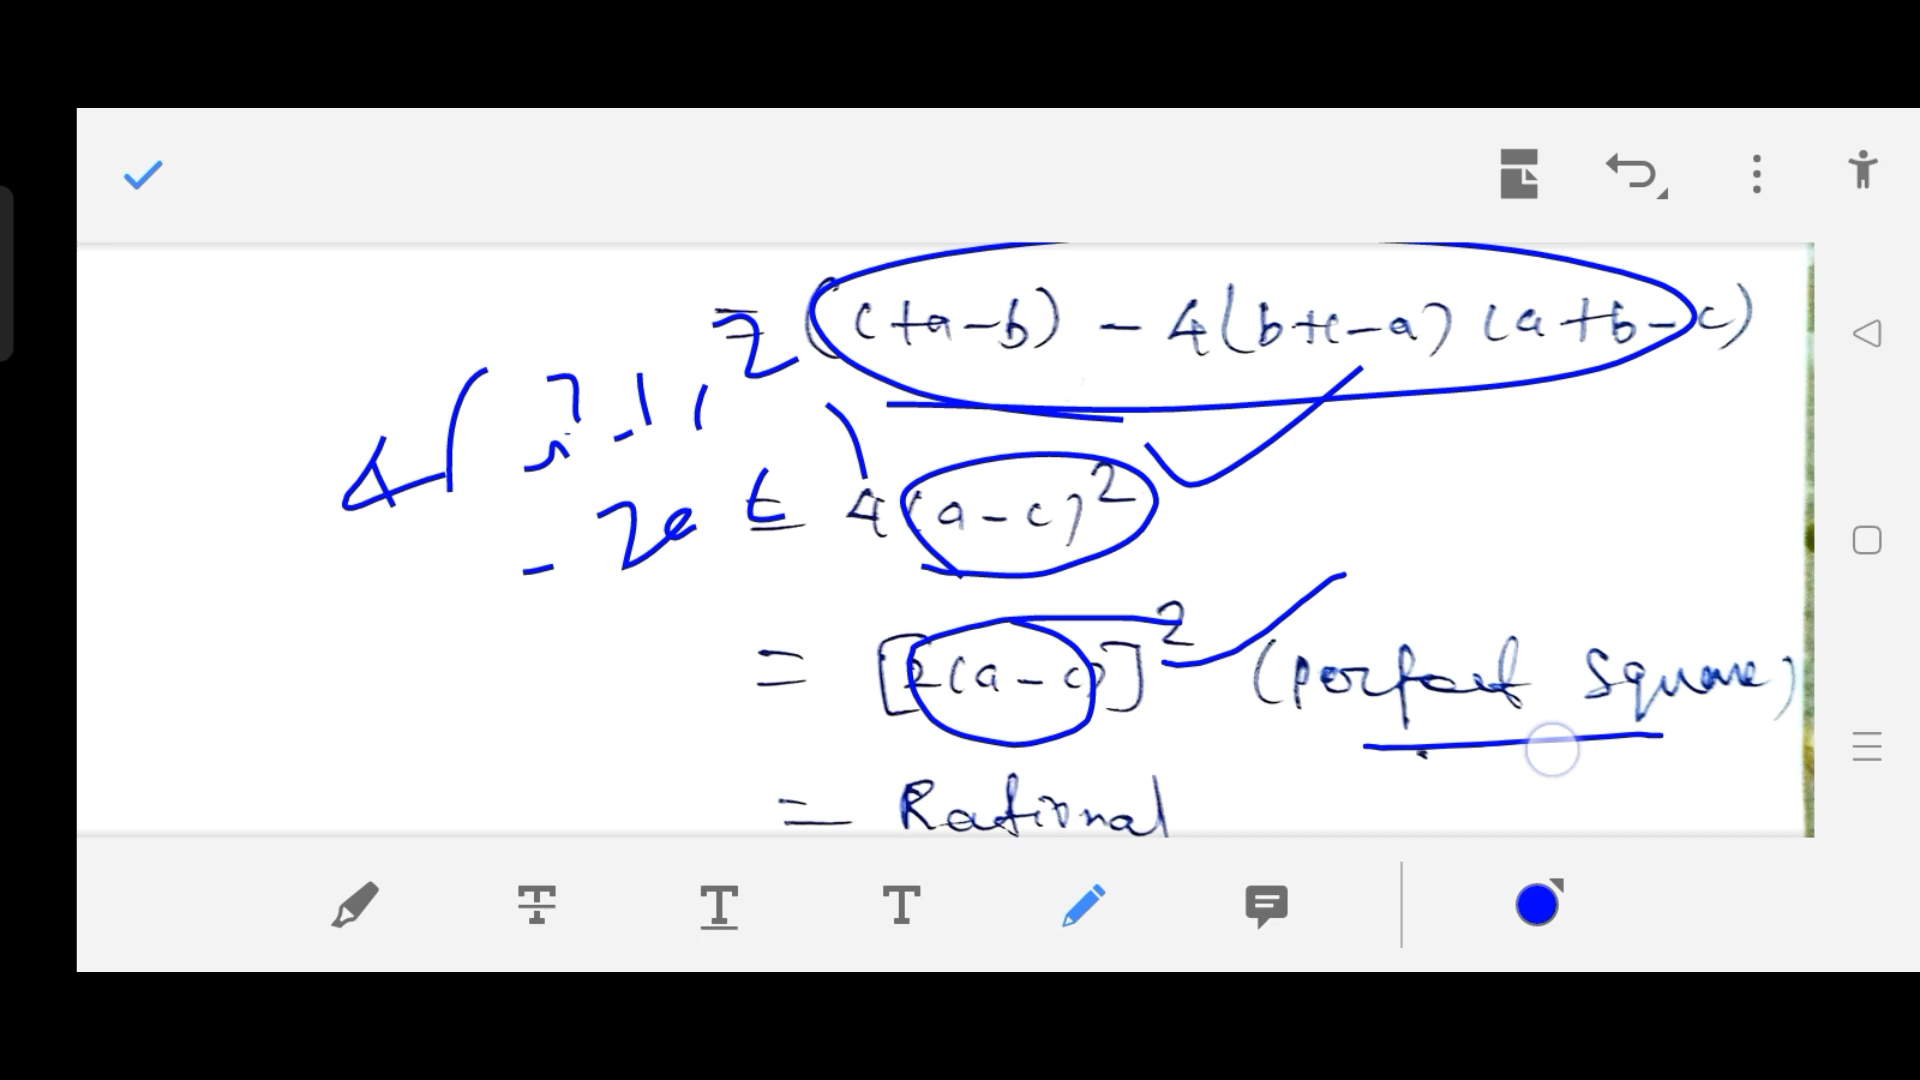 = (c+a-b) - 4(b+c-a) (a+b-c)
= 4(a-c)²
= [2(a-c)]² (perfect square)
= Rational